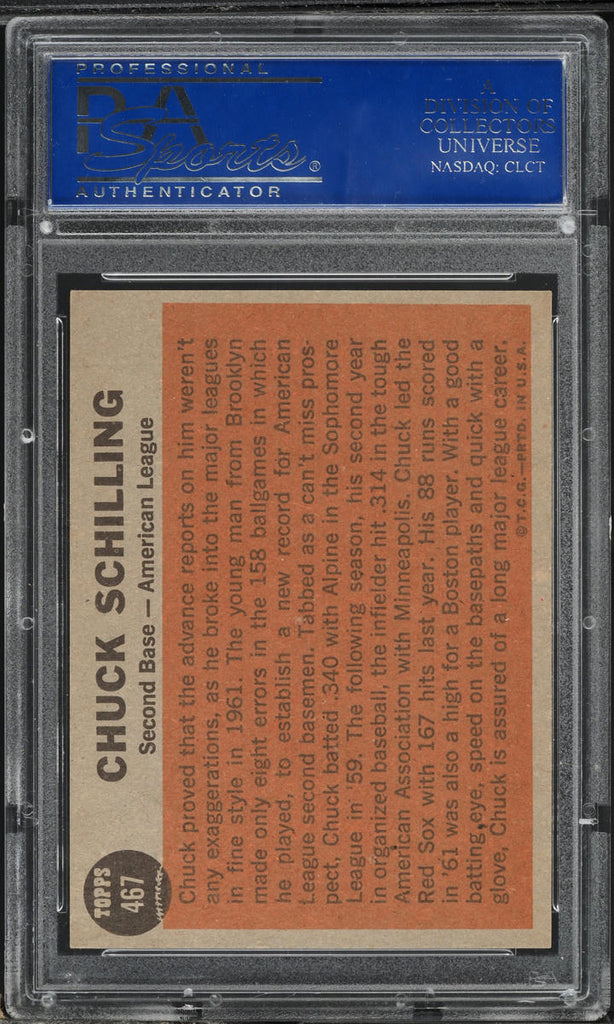 PROFESSIONAL
PSA
Sports®
AUTHENTICATOR
A
DIVISION OF
COLLECTORS
UNIVERSE
NASDAQ: CLCT
TOPPS
467
CHUCK SCHILLING
Second Base — American League
Chuck proved that the advance reports on him weren't
any exaggerations, as he broke into the major leagues
in fine style in 1961. The young man from Brooklyn
made only eight errors in the 158 ballgames in which
he played, to establish a new record for American
League second basemen. Tabbed as a can't miss pros-
pect, Chuck batted .340 with Alpine in the Sophomore
League in '59. The following season, his second year
in organized baseball, the infielder hit .314 in the tough
American Association with Minneapolis. Chuck led the
Red Sox with 167 hits last year. His 88 runs scored
in '61 was also a high for a Boston player. With a good
batting eye, speed on the basepaths and quick with a
glove, Chuck is assured of a long major league career.
©T.C.G.—PRTD. IN U.S.A.